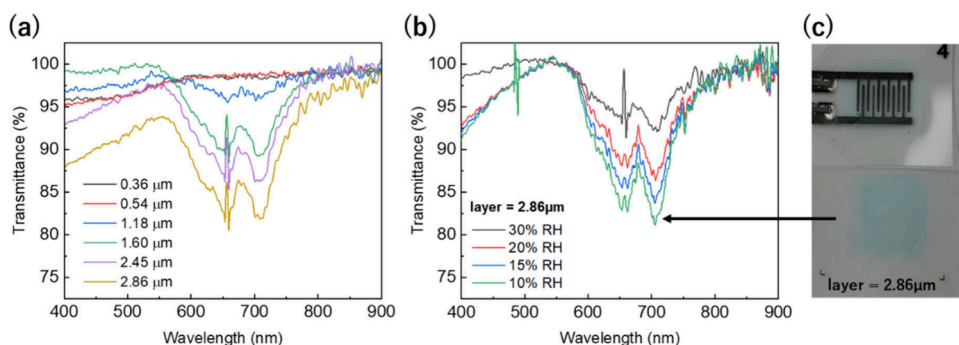 (a)
Transmittance (%)
100
95
90
85
80
75
0.36 μm
0.54 μm
1.18 μm
1.60 μm
2.45 μm
2.86 μm
400 500 600 700 800 900
Wavelength (nm)
(b)
Transmittance (%)
100
95
90
85
80
75
layer = 2.86μm
30% RH
20% RH
15% RH
10% RH
400 500 600 700 800 900
Wavelength (nm)
(c)
4
layer = 2.86μm